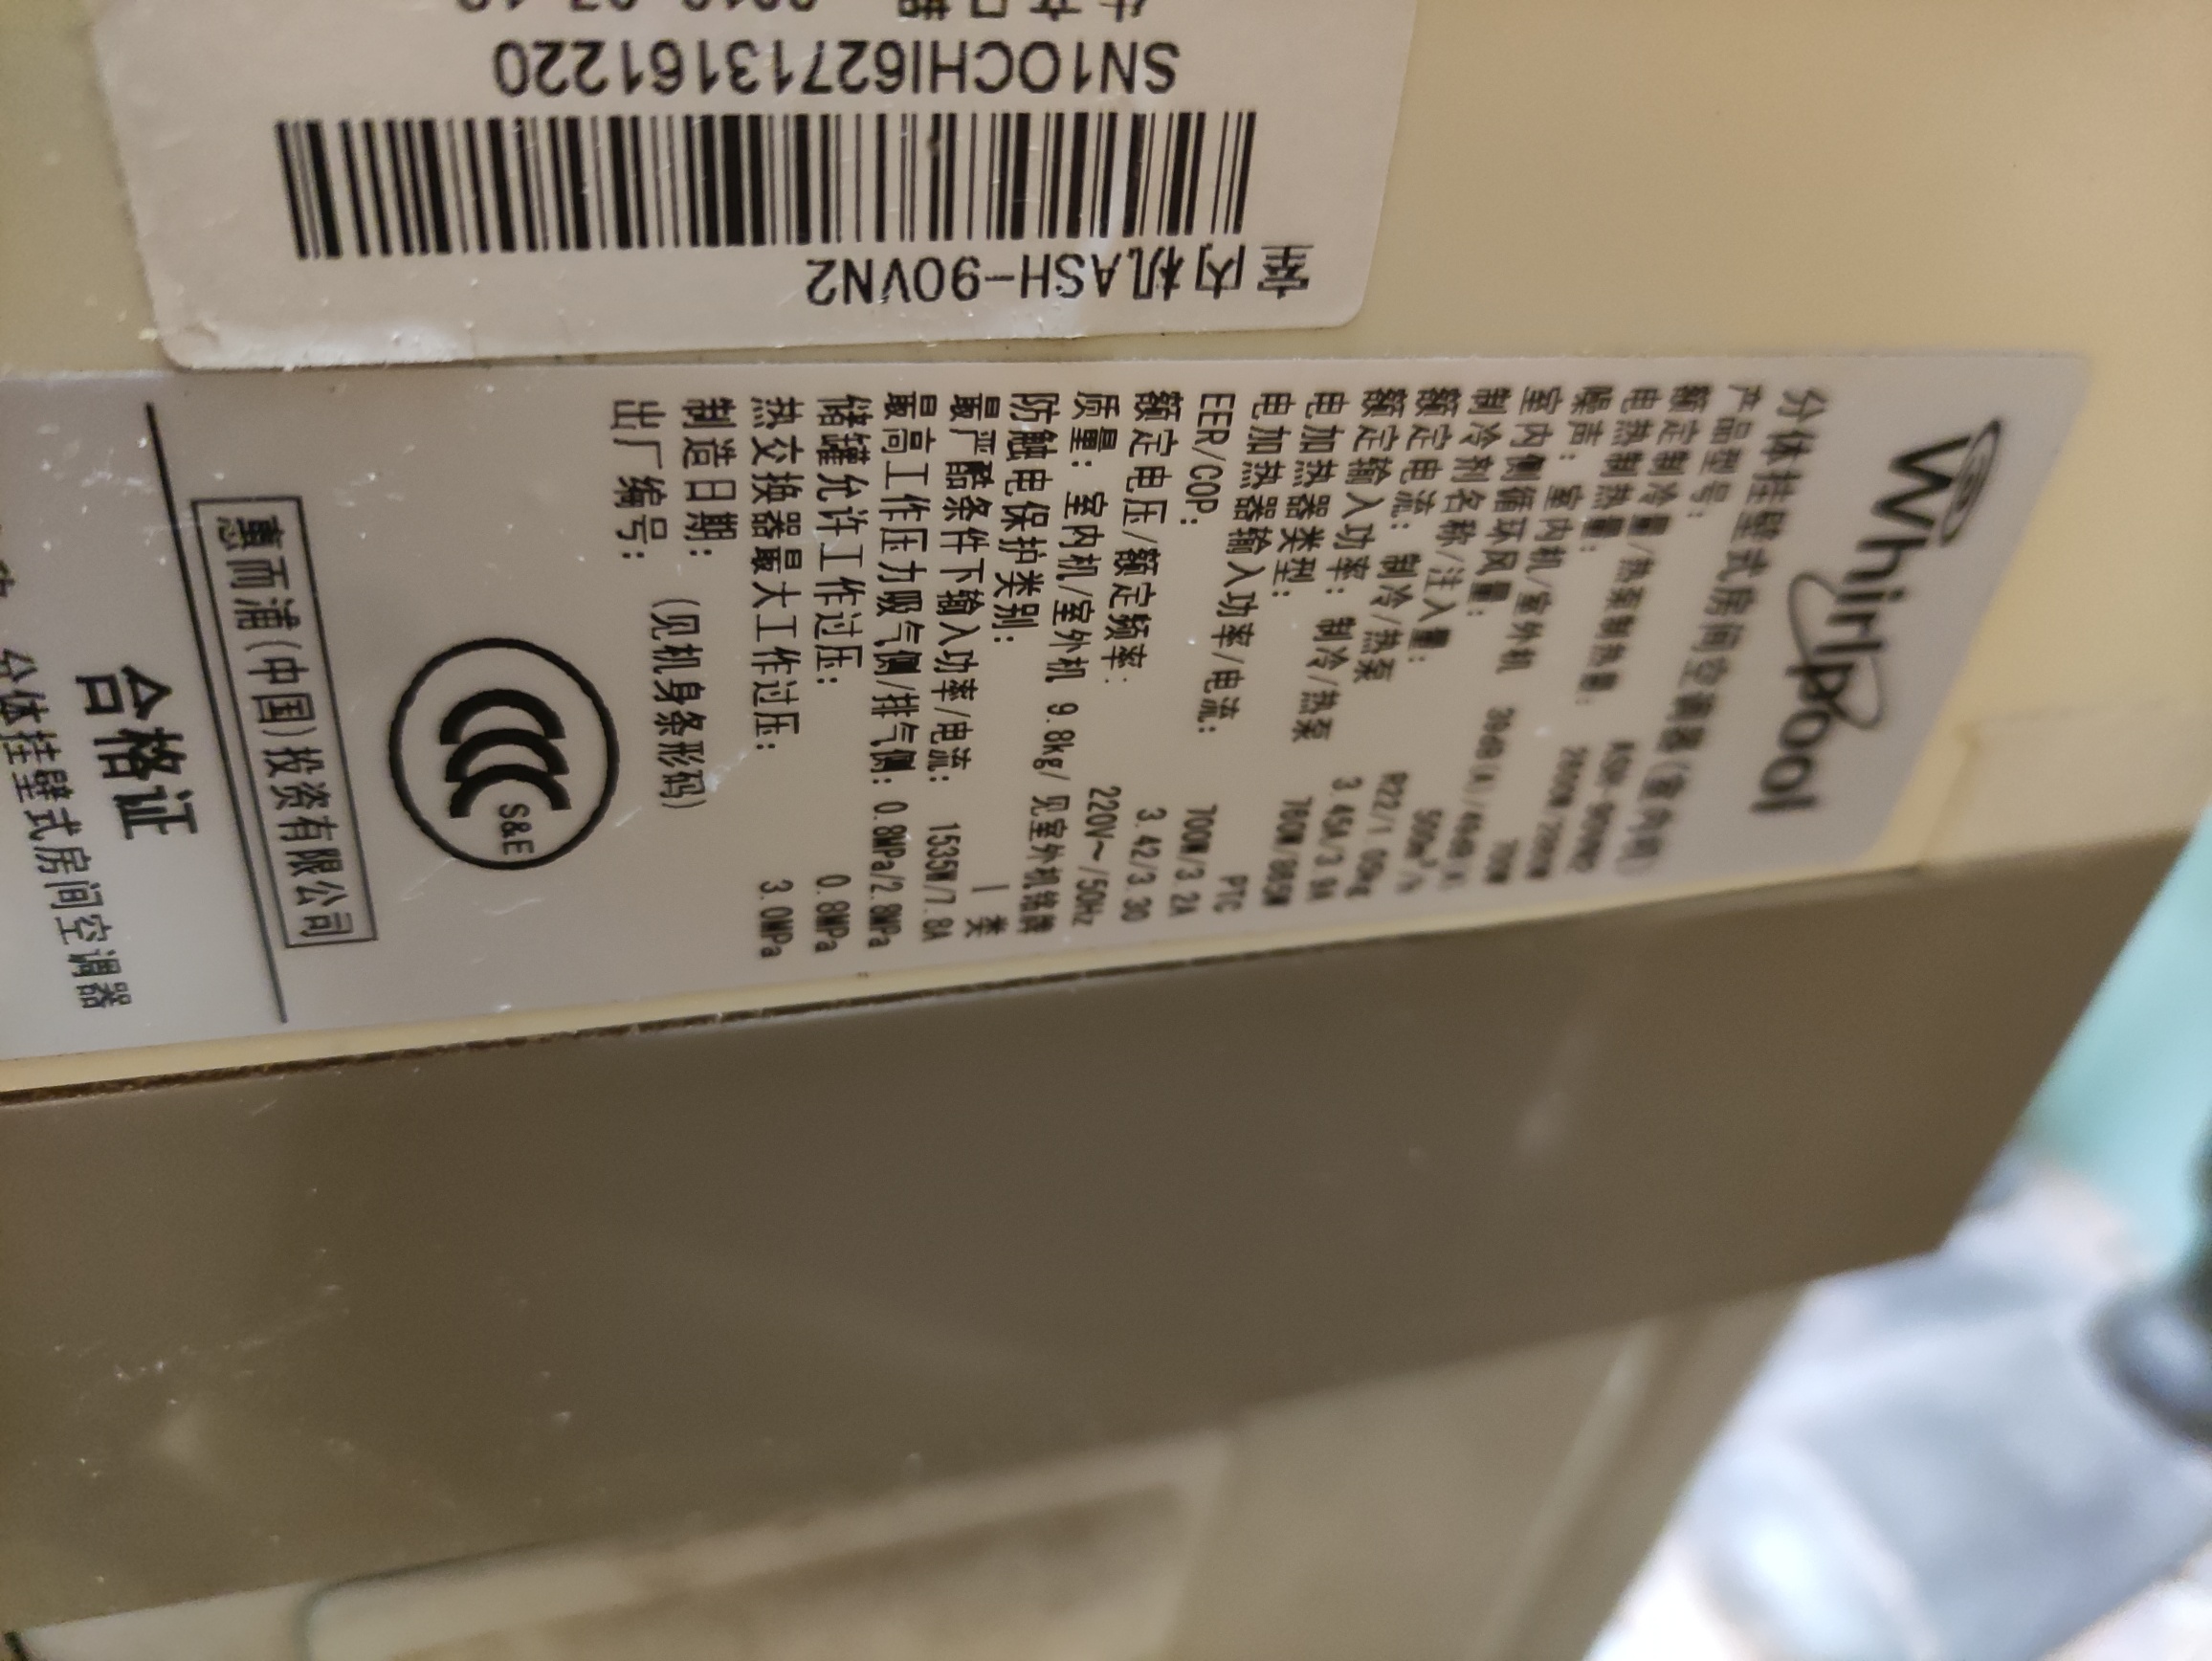 SN10CHI62713161220
室内机ASH-90VN2
Whirlpool
分体挂壁式房间空调器(室内机)
产品型号： ASH-90VN2
额定制冷量/热泵制热量：
电热制热量： 700W
噪声：室内机/室外机
室内侧循环风量： 500m³/h
制冷剂名称/注入量： R22/1.05kg
额定电流：制冷/热泵 3.45A/3.9A
额定输入功率：制冷/热泵
电加热器类型： PTC
电加热器输入功率/电流： 700W/3.2A
EER/COP： 3.42/3.30
额定电压/额定频率： 220V～/50Hz
质量：室内机/室外机 9.8kg/见室外机铭牌
防触电保护类别： I类
最严酷条件下输入功率/电流： 1535W/7.8A
最高工作压力吸气侧/排气侧：0.8MPa/2.8MPa
储罐允许工作过压： 0.8MPa
热交换器最大工作过压： 3.0MPa
制造日期：
出厂编号： (见机身条形码)
S&E
惠而浦(中国)投资有限公司
合格证
分体挂壁式房间空调器